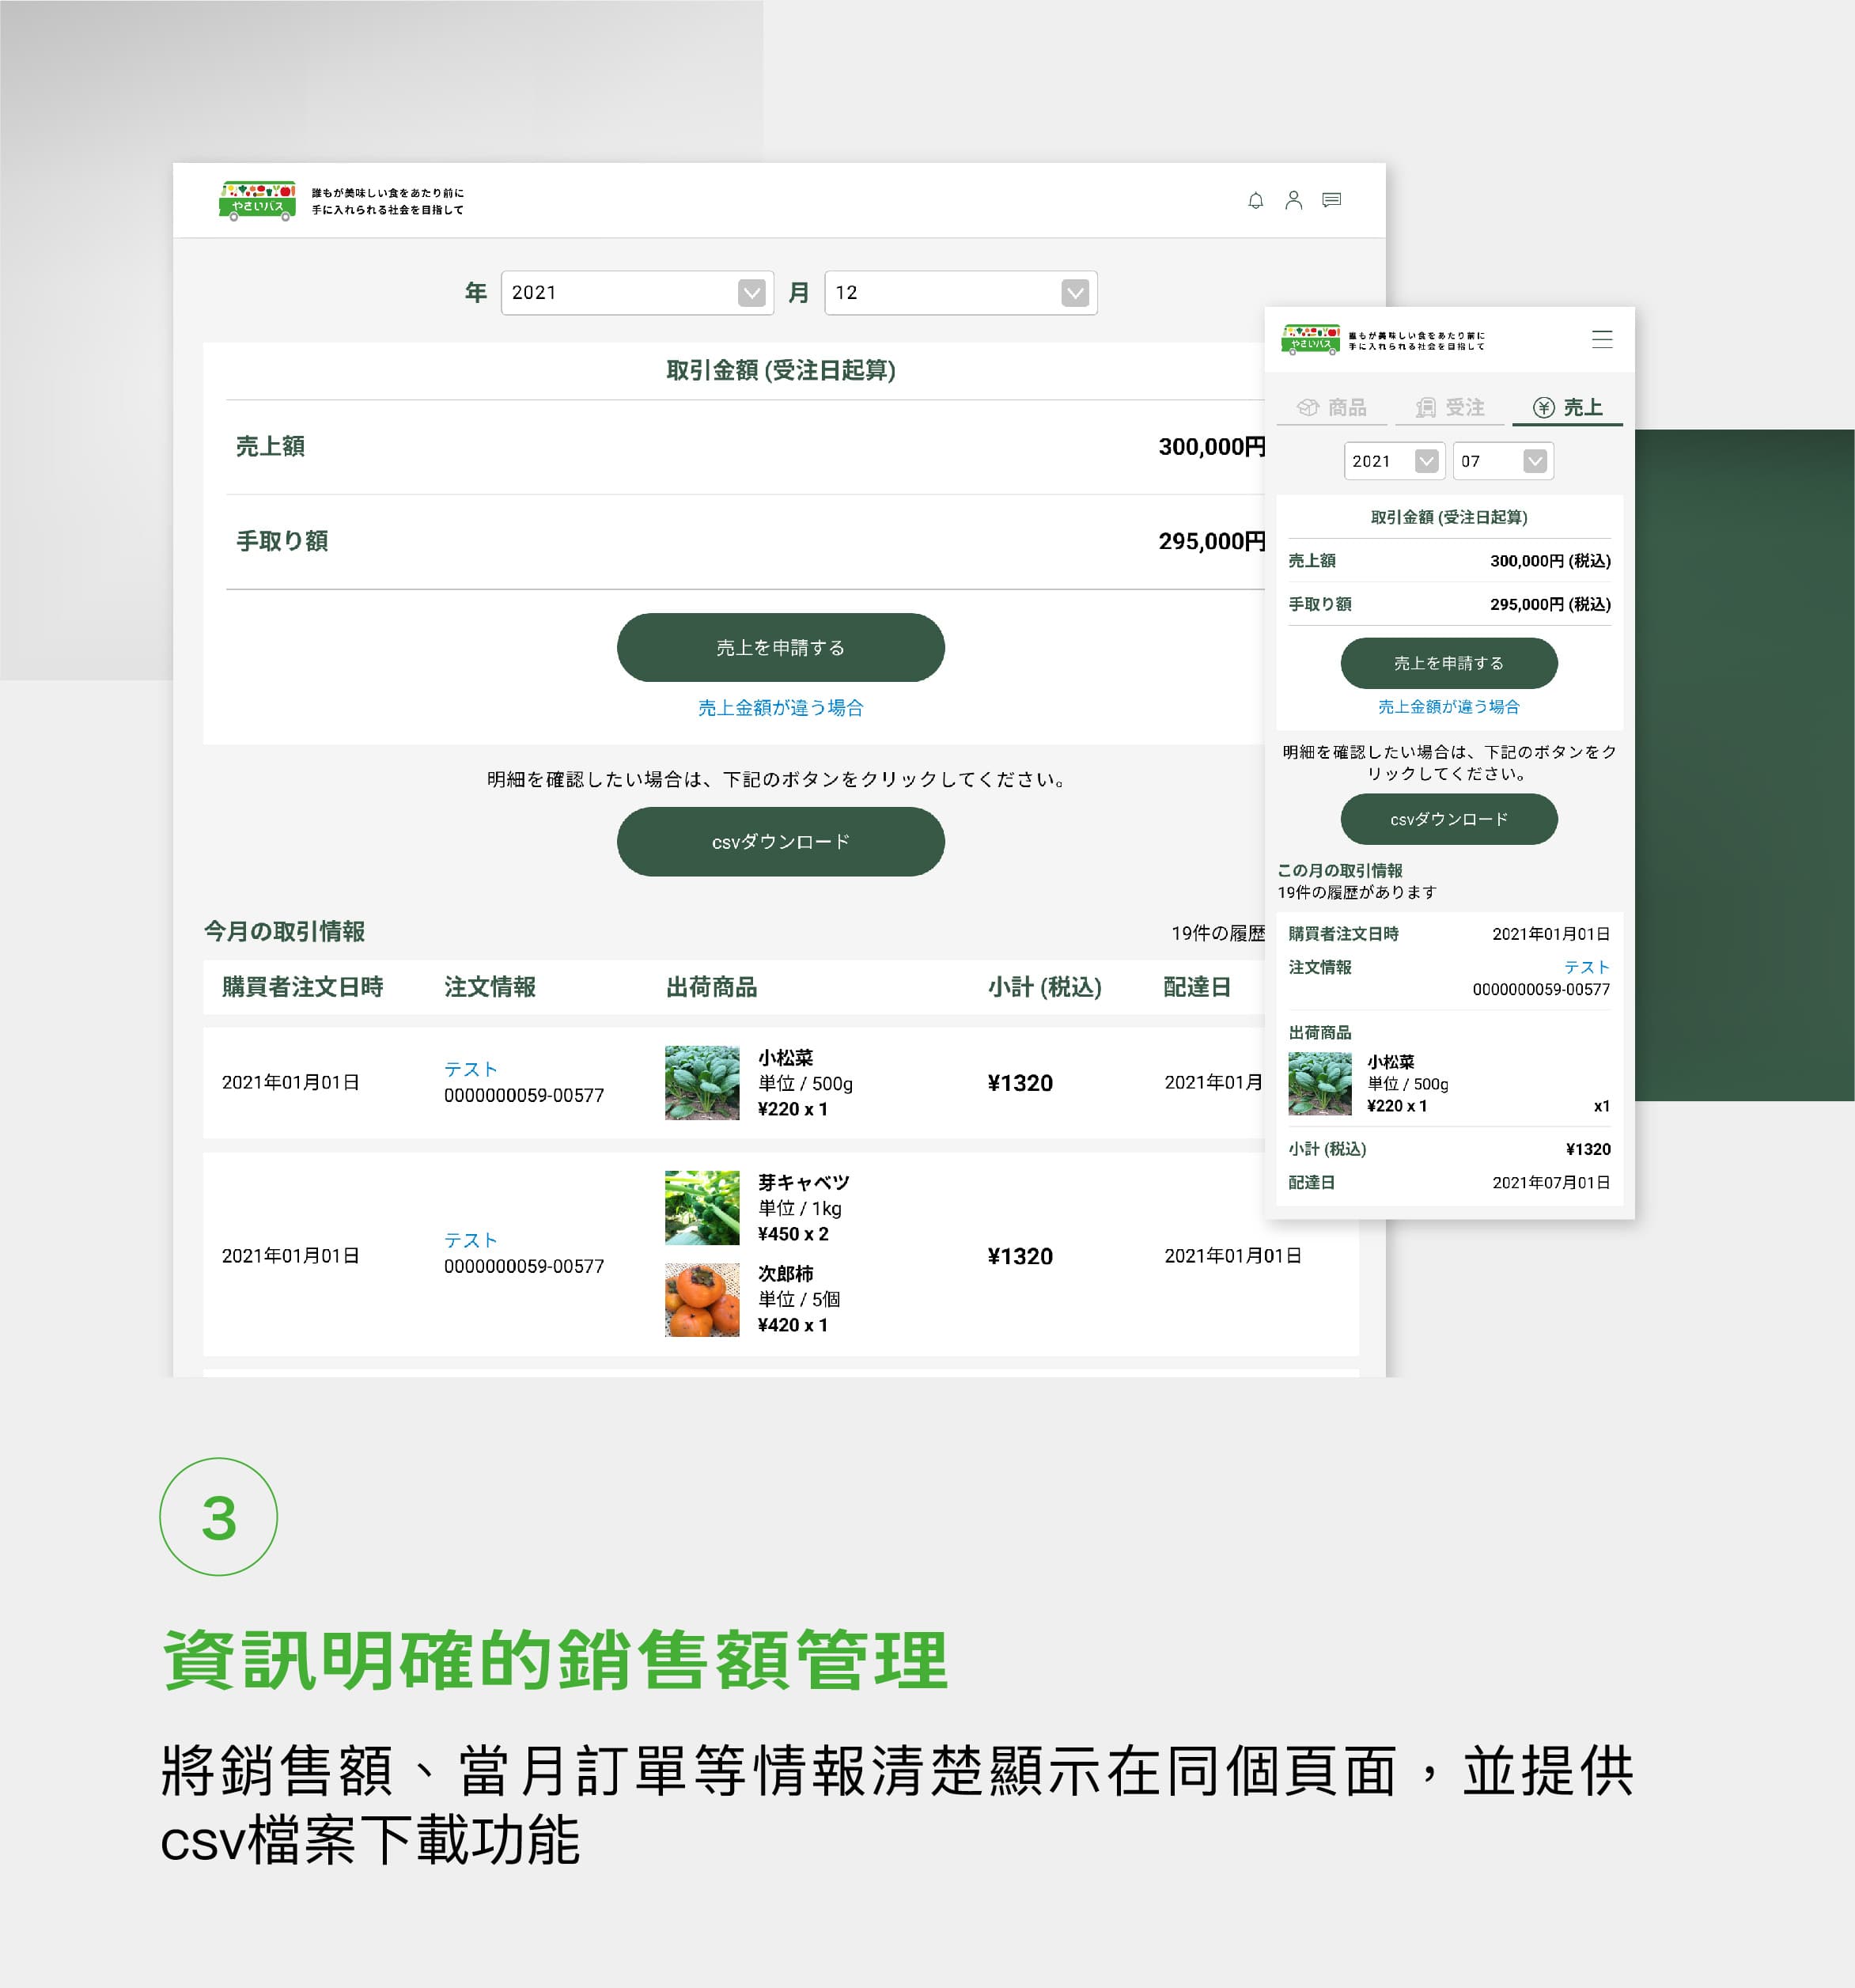 やさいバス
誰もが美味しい食をあたり前に
手に入れられる社会を目指して
年 2021 月 12
取引金額 (受注日起算)
売上額 300,000円
手取り額 295,000円
売上を申請する
売上金額が違う場合
明細を確認したい場合は、下記のボタンをクリックしてください。
csvダウンロード
今月の取引情報 19件の履歴
購買者注文日時 注文情報 出荷商品 小計 (税込) 配達日
2021年01月01日
テスト
0000000059-00577
小松菜
単位 / 500g
¥220 x 1
¥1320
2021年01月
2021年01月01日
テスト
0000000059-00577
芽キャベツ
単位 / 1kg
¥450 x 2
次郎柿
単位 / 5個
¥420 x 1
¥1320
2021年01月01日
やさいバス
誰もが美味しい食をあたり前に
手に入れられる社会を目指して
商品 受注 売上
2021 07
取引金額 (受注日起算)
売上額 300,000円 (税込)
手取り額 295,000円 (税込)
売上を申請する
売上金額が違う場合
明細を確認したい場合は、下記のボタンをク
リックしてください。
csvダウンロード
この月の取引情報
19件の履歴があります
購買者注文日時 2021年01月01日
注文情報 テスト
0000000059-00577
出荷商品
小松菜
単位 / 500g
¥220 x 1 x1
小計 (税込) ¥1320
配達日 2021年07月01日
3
資訊明確的銷售額管理
將銷售額、當月訂單等情報清楚顯示在同個頁面，並提供
csv檔案下載功能